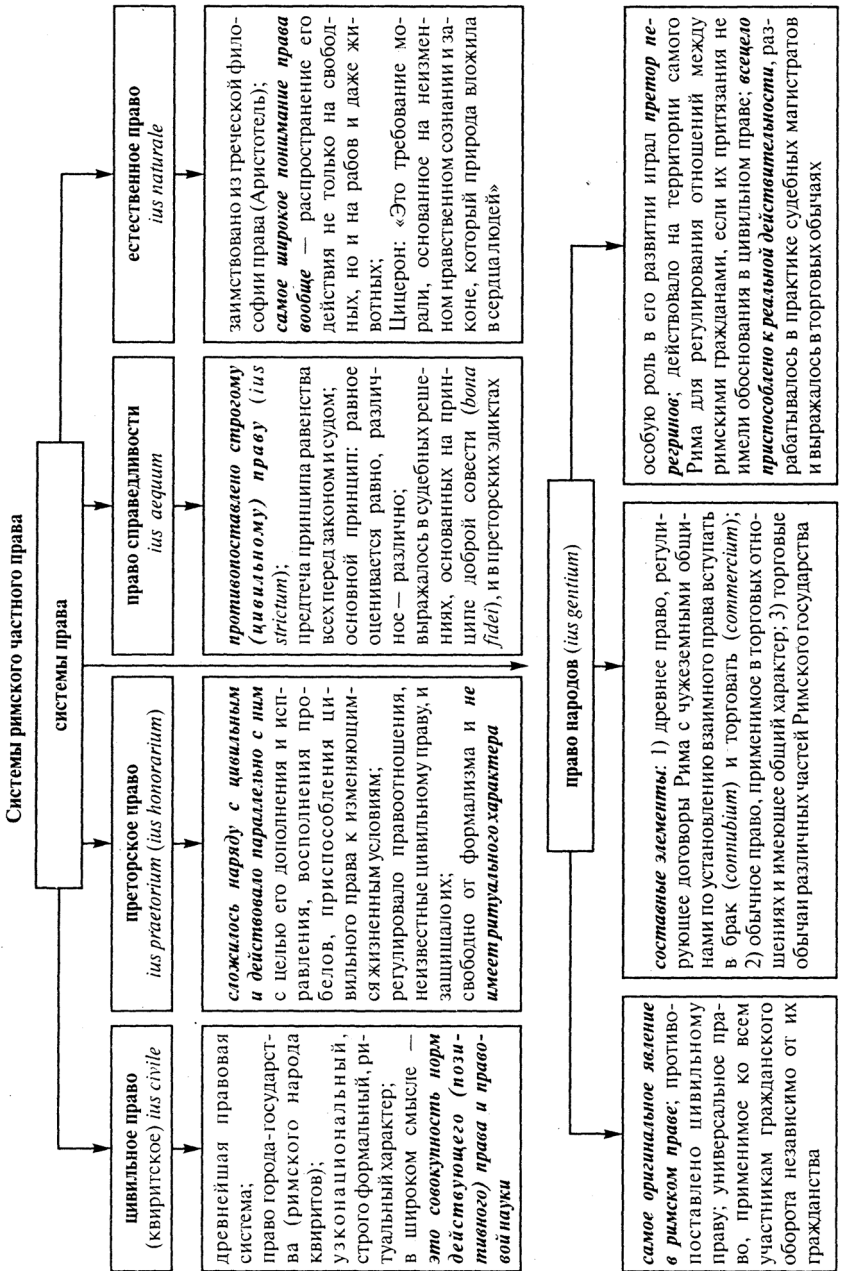 Системы римского частного права
системы права
цивильное право
(квиритское) ius civile
древнейшая правовая
система;
право города-государст-
ва (римского народа
квиритов);
узконациональный,
строго формальный, ри-
туальный характер;
в широком смысле —
это совокупность норм
действующего (пози-
тивного) права и право-
вой науки
преторское право
ius praetorium (ius honorarium)
сложилось наряду с цивильным
и действовало параллельно с ним
с целью его дополнения и исп-
равления, восполнения про-
белов, приспособления ци-
вильного права к изменяющим-
ся жизненным условиям;
регулировало правоотношения,
неизвестные цивильному праву, и
защищало их;
свободно от формализма и не
имеет ритуального характера
право справедливости
ius aequum
противопоставлено строгому
(цивильному) праву (ius
strictum);
предтеча принципа равенства
всех перед законом и судом;
основной принцип: равное
оценивается равно, различ-
ное — различно;
выражалось в судебных реше-
ниях, основанных на прин-
ципе доброй совести (bona
fidei), и в преторских эдиктах
естественное право
ius naturale
заимствовано из греческой фило-
софии права (Аристотель);
самое широкое понимание права
вообще — распространение его
действия не только на свобод-
ных, но и на рабов и даже жи-
вотных;
Цицерон: «Это требование мо-
рали, основанное на неизмен-
ном нравственном сознании и за-
коне, который природа вложила
в сердца людей»
право народов (ius gentium)
самое оригинальное явление
в римском праве; противо-
поставлено цивильному
праву; универсальное пра-
во, применимое ко всем
участникам гражданского
оборота независимо от их
гражданства
составные элементы: 1) древнее право, регули-
рующее договоры Рима с чужеземными общи-
нами по установлению взаимного права вступать
в брак (connubium) и торговать (commercium);
2) обычное право, применимое в торговых отно-
шениях и имеющее общий характер; 3) торговые
обычаи различных частей Римского государства
особую роль в его развитии играл претор пе-
регринов; действовало на территории самого
Рима для регулирования отношений между
римскими гражданами, если их притязания не
имели обоснования в цивильном праве; всецело
приспособлено к реальной действительности, раз-
рабатывалось в практике судебных магистратов
и выражалось в торговых обычаях